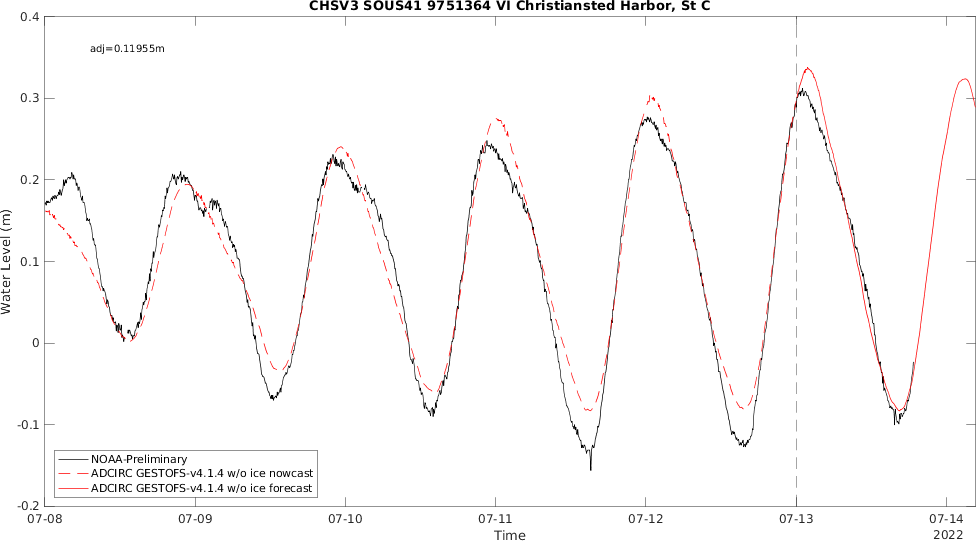 CHSV3 SOUS41 9751364 VI Christiansted Harbor, St C
adj=0.11955m
0.4
0.3
0.2
0.1
0
-0.1
-0.2
Water Level (m)
NOAA-Preliminary
ADCIRC GESTOFS-v4.1.4 w/o ice nowcast
ADCIRC GESTOFS-v4.1.4 w/o ice forecast
07-08 07-09 07-10 07-11 07-12 07-13 07-14
2022
Time